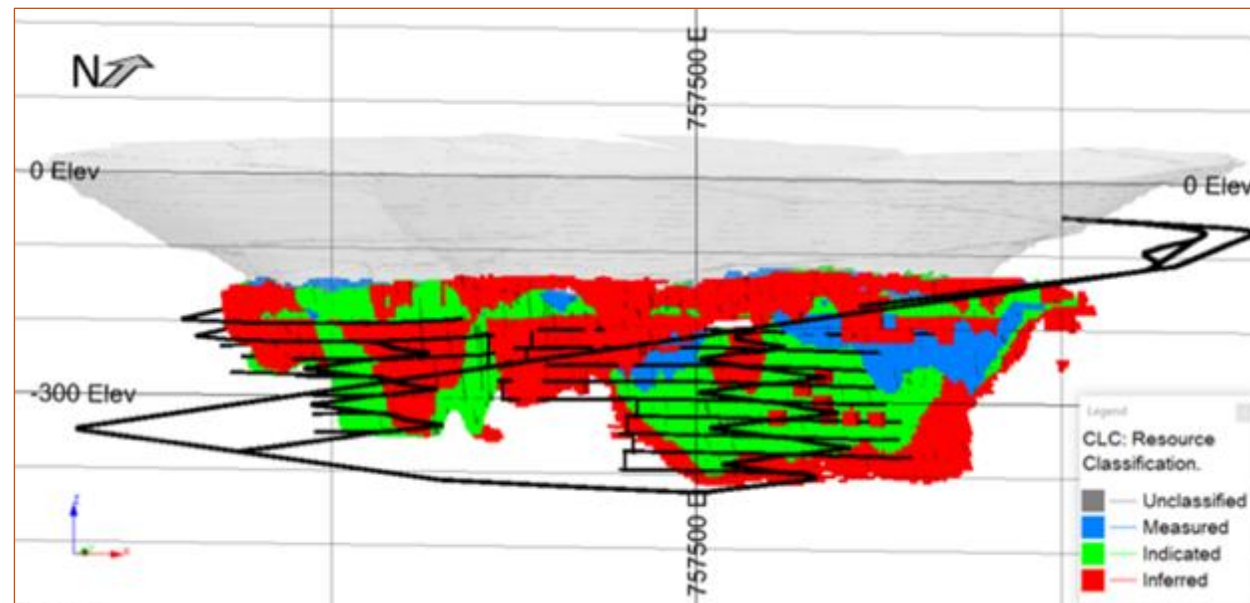 N
757500 E
0 Elev
0 Elev
-300 Elev
757500 E
Legend
CLC: Resource
Classification.
Unclassified
Measured
Indicated
Inferred